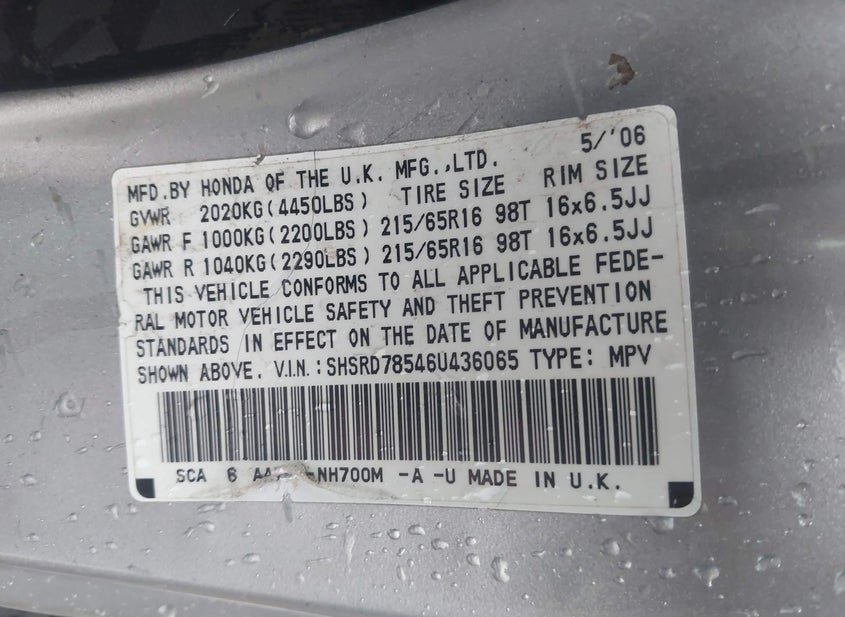 5/'06
MFD.BY HONDA OF THE U.K. MFG.,LTD.
GVWR 2020KG(4450LBS) TIRE SIZE RIM SIZE
GAWR F 1000KG(2200LBS) 215/65R16 98T 16x6.5JJ
GAWR R 1040KG(2290LBS) 215/65R16 98T 16x6.5JJ
THIS VEHICLE CONFORMS TO ALL APPLICABLE FEDE-
RAL MOTOR VEHICLE SAFETY AND THEFT PREVENTION
STANDARDS IN EFFECT ON THE DATE OF MANUFACTURE
SHOWN ABOVE. V.I.N.:SHSRD78546U436065 TYPE: MPV
SCA 6 -NH700M -A -U MADE IN U.K.